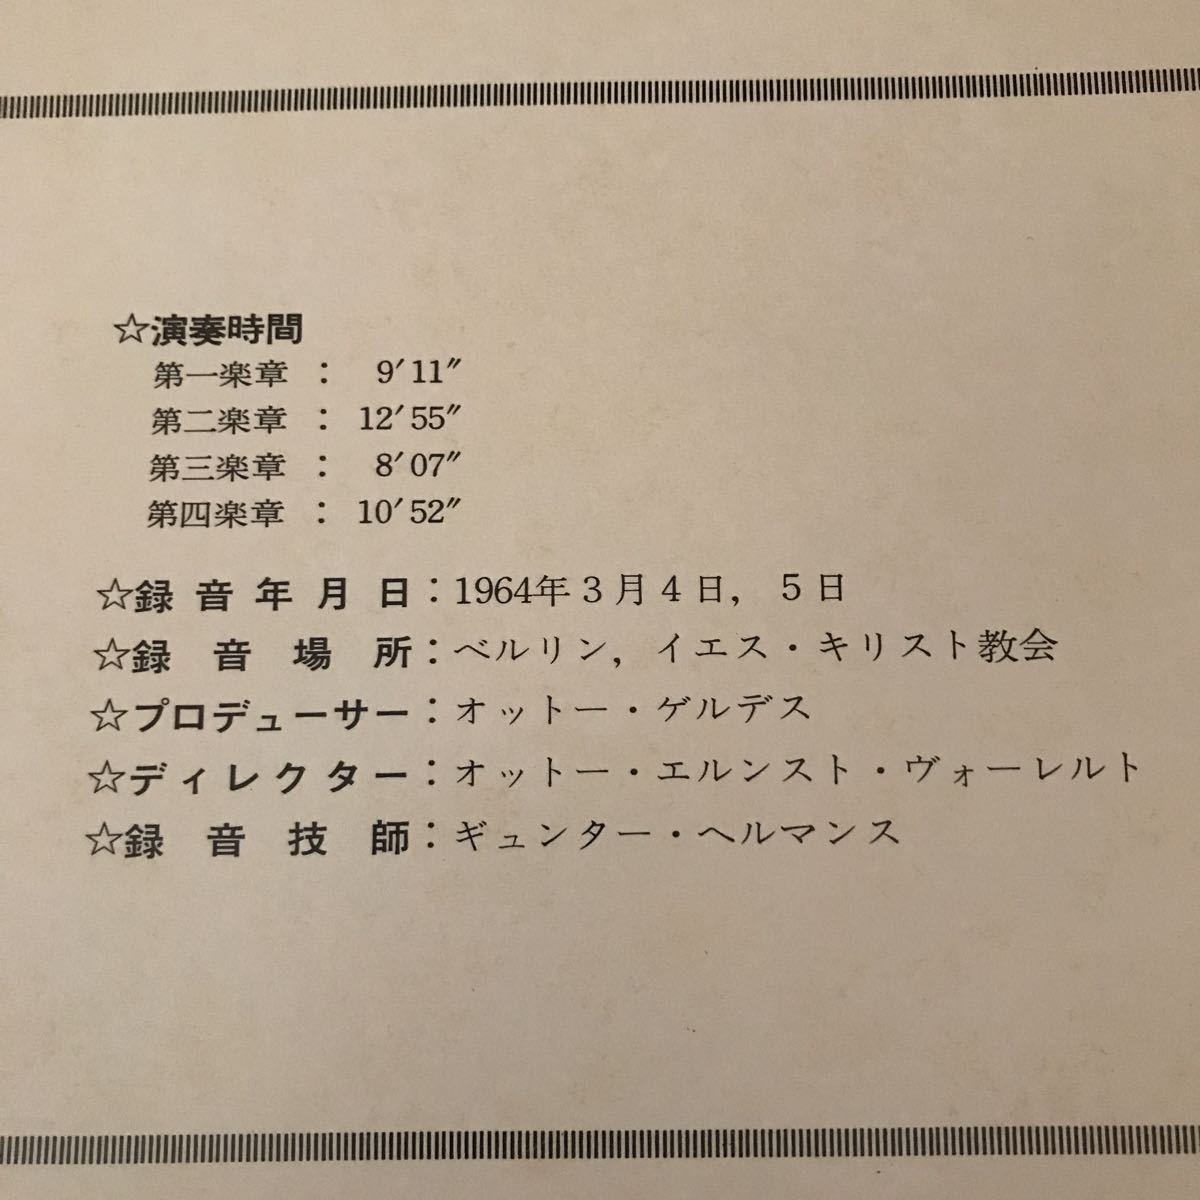 ☆演奏時間
第一楽章 : 9′11″
第二楽章 : 12′55″
第三楽章 : 8′07″
第四楽章 : 10′52″
☆録音年月日:1964年3月4日, 5日
☆録音場所:ベルリン, イエス・キリスト教会
☆プロデューサー:オットー・ゲルデス
☆ディレクター:オットー・エルンスト・ヴォーレルト
☆録音技師:ギュンター・ヘルマンス